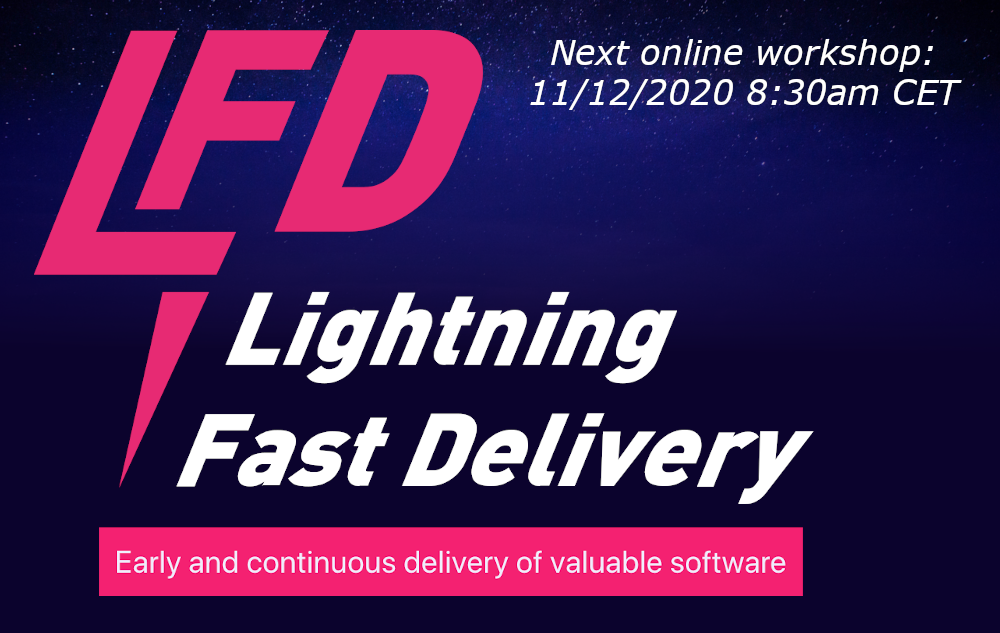 LFD
Next online workshop:
11/12/2020 8:30am CET
Lightning
Fast Delivery
Early and continuous delivery of valuable software